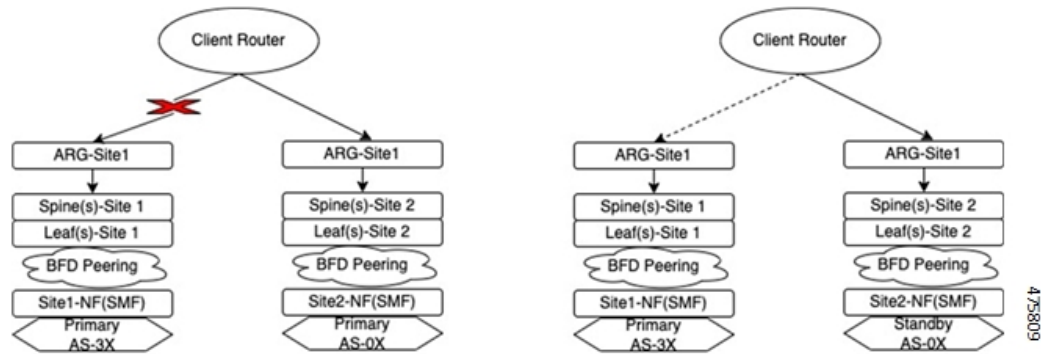 Client Router
ARG-Site1
Spine(s)-Site 1
Leaf(s)-Site 1
BFD Peering
Site1-NF(SMF)
Primary
AS-3X
ARG-Site1
Spine(s)-Site 2
Leaf(s)-Site 2
BFD Peering
Site2-NF(SMF)
Primary
AS-0X
Client Router
ARG-Site1
Spine(s)-Site 1
Leaf(s)-Site 1
BFD Peering
Site1-NF(SMF)
Primary
AS-3X
ARG-Site1
Spine(s)-Site 2
Leaf(s)-Site 2
BFD Peering
Site2-NF(SMF)
Standby
AS-0X
475809